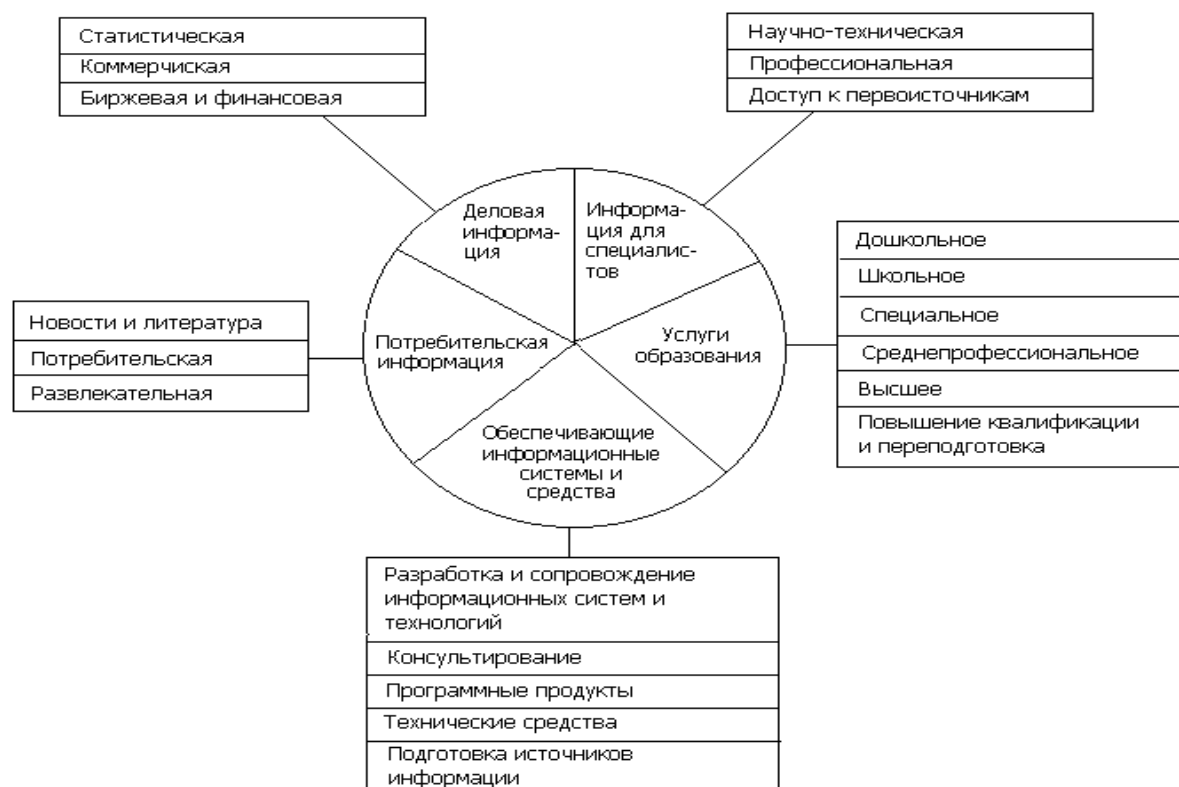 Статистическая
Коммерчиская
Биржевая и финансовая
Научно-техническая
Профессиональная
Доступ к первоисточникам
Деловая
информа-
ция
Информа-
ция для
специалис-
тов
Дошкольное
Школьное
Специальное
Среднепрофессиональное
Высшее
Повышение квалификации
и переподготовка
Новости и литература
Потребительская
Развлекательная
Потребительская
информация
Услуги
образования
Обеспечивающие
информационные
системы и
средства
Разработка и сопровождение
информационных систем и
технологий
Консультирование
Программные продукты
Технические средства
Подготовка источников
информации